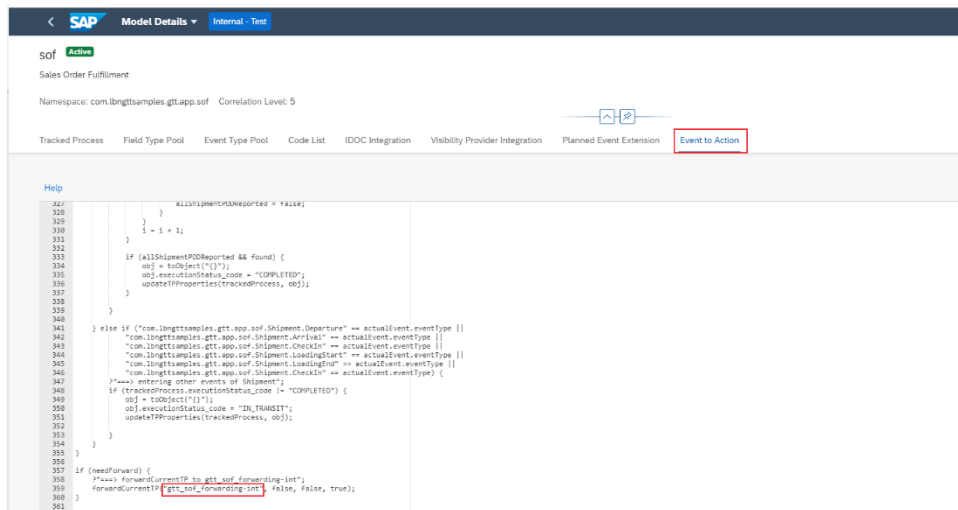 SAP Model Details Internal - Test
sof Active
Sales Order Fulfillment
Namespace: com.lbngttsamples.gtt.app.sof Correlation Level: 5
Tracked Process Field Type Pool Event Type Pool Code List IDOC Integration Visibility Provider Integration Planned Event Extension Event to Action
Help
327 allShipmentPODReported = false;
328 }
329 }
330 i = i + 1;
331 }
332
333 if (allShipmentPODReported && found) {
334 obj = toObject("{}");
335 obj.executionStatus_code = "COMPLETED";
336 updateTPProperties(trackedProcess, obj);
337 }
338
339 }
340
341 } else if ("com.lbngttsamples.gtt.app.sof.Shipment.Departure" == actualEvent.eventType ||
342 "com.lbngttsamples.gtt.app.sof.Shipment.Arrival" == actualEvent.eventType ||
343 "com.lbngttsamples.gtt.app.sof.Shipment.CheckIn" == actualEvent.eventType ||
344 "com.lbngttsamples.gtt.app.sof.Shipment.LoadingStart" == actualEvent.eventType ||
345 "com.lbngttsamples.gtt.app.sof.Shipment.LoadingEnd" == actualEvent.eventType ||
346 "com.lbngttsamples.gtt.app.sof.Shipment.CheckIn" == actualEvent.eventType) {
347 ?"===> entering other events of Shipment";
348 if (trackedProcess.executionStatus_code != "COMPLETED") {
349 obj = toObject("{}");
350 obj.executionStatus_code = "IN_TRANSIT";
351 updateTPProperties(trackedProcess, obj);
352
353 }
354 }
355 }
356
357 if (needForward) {
358 ?"===> forwardCurrentTP to gtt_sof_forwarding-int";
359 forwardCurrentTP("gtt_sof_forwarding-int", false, false, true);
360 }
361